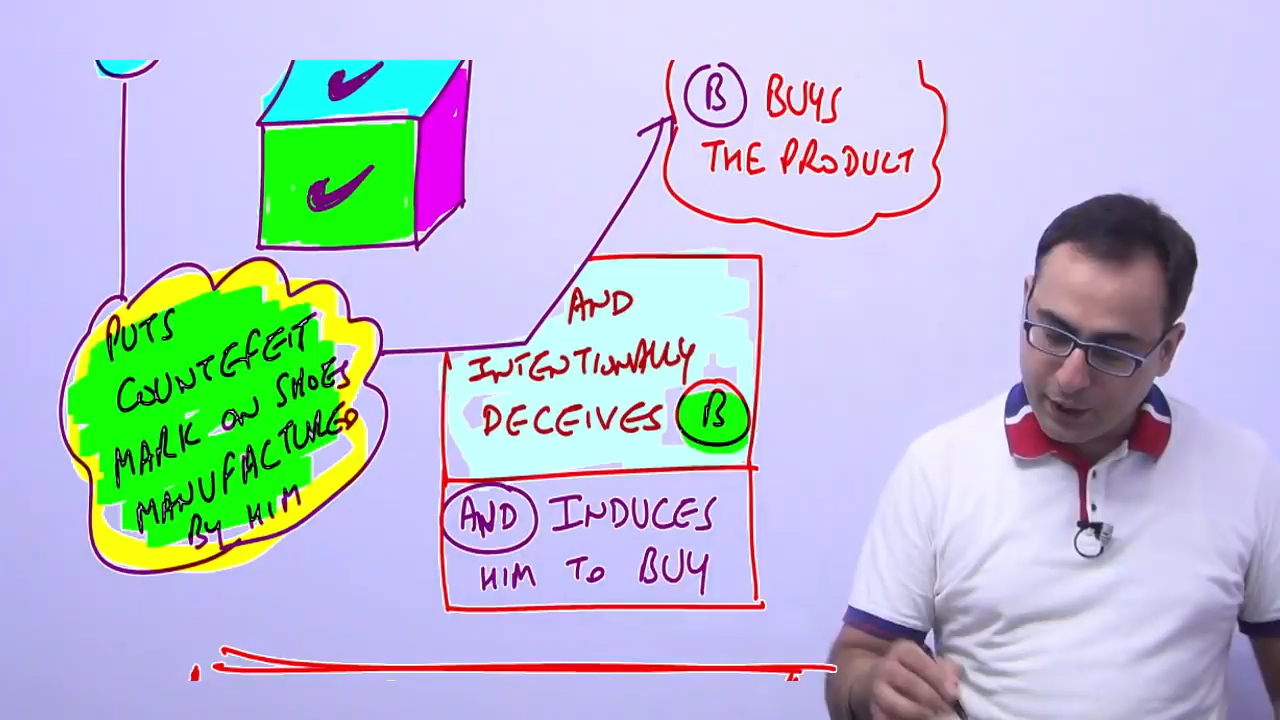 B BUYS
THE PRODUCT
PUTS
COUNTEFEIT
MARK ON SHOES
MANUFACTURED
BY HIM
AND
INTENTIONALLY
DECEIVES B
AND INDUCES
HIM TO BUY